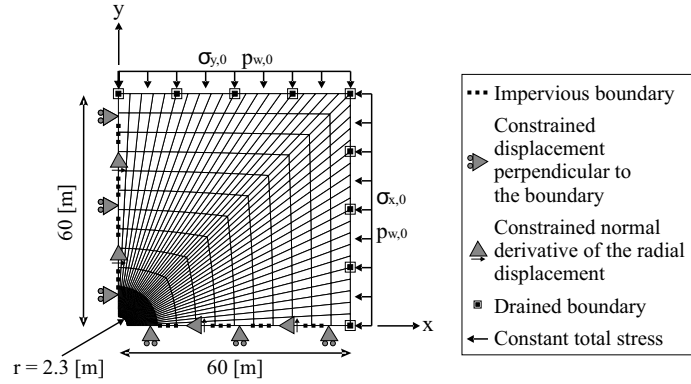 y
σy,0 pw,0
60 [m]
σx,0
pw,0
x
r = 2.3 [m]
60 [m]
Impervious boundary
Constrained
displacement
perpendicular to
the boundary
Constrained normal
derivative of the radial
displacement
Drained boundary
Constant total stress